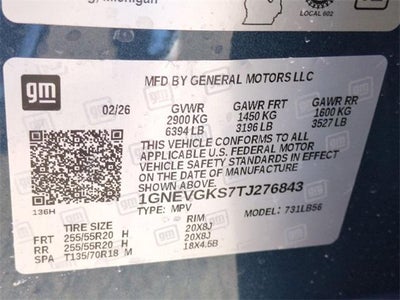 g, Michigan
LOCAL 602
gm
MFD BY GENERAL MOTORS LLC
02/26 GVWR GAWR FRT GAWR RR
2900 KG 1450 KG 1600 KG
6394 LB 3196 LB 3527 LB
THIS VEHICLE CONFORMS TO ALL
APPLICABLE U.S. FEDERAL MOTOR
VEHICLE SAFETY STANDARDS IN EFFECT
ON THE DATE OF MANUFACTURE
SHOWN ABOVE.
1GNEVGKS7TJ276843
136H
TYPE: MPV MODEL: 731LB56
TIRE SIZE RIM
FRT 255/55R20 H 20X8J
RR 255/55R20 H 20X8J
SPA T135/70R18 M 18X4.5B